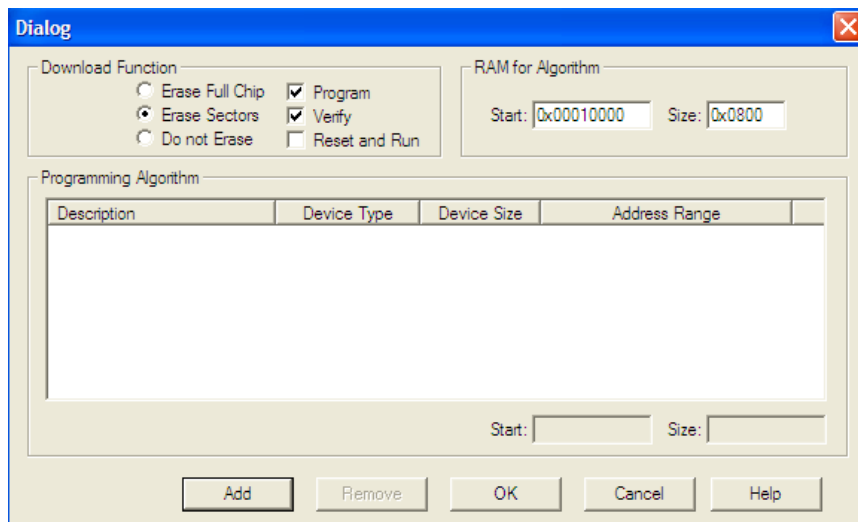 Dialog
Download Function
Erase Full Chip Program
Erase Sectors Verify
Do not Erase Reset and Run
RAM for Algorithm
Start: 0x00010000 Size: 0x0800
Programming Algorithm
Description Device Type Device Size Address Range
Start: Size:
Add Remove OK Cancel Help